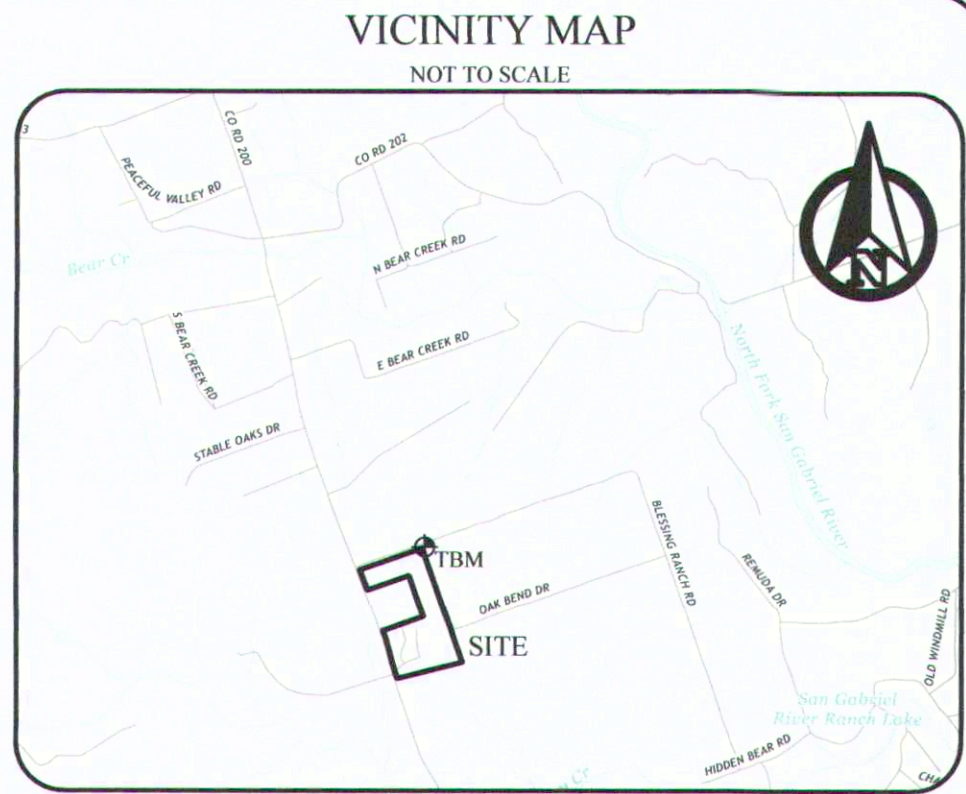 VICINITY MAP
NOT TO SCALE
3
CO RD 200
CO RD 202
PEACEFUL VALLEY RD
N BEAR CREEK RD
Bear Cr
N
S BEAR CREEK RD
E BEAR CREEK RD
North Fork San Gabriel River
STABLE OAKS DR
TBM
BLESSING RANCH RD
REMUDA DR
OAK BEND DR
OLD WINDMILL RD
SITE
San Gabriel
River Ranch Lake
HIDDEN BEAR RD
Cr